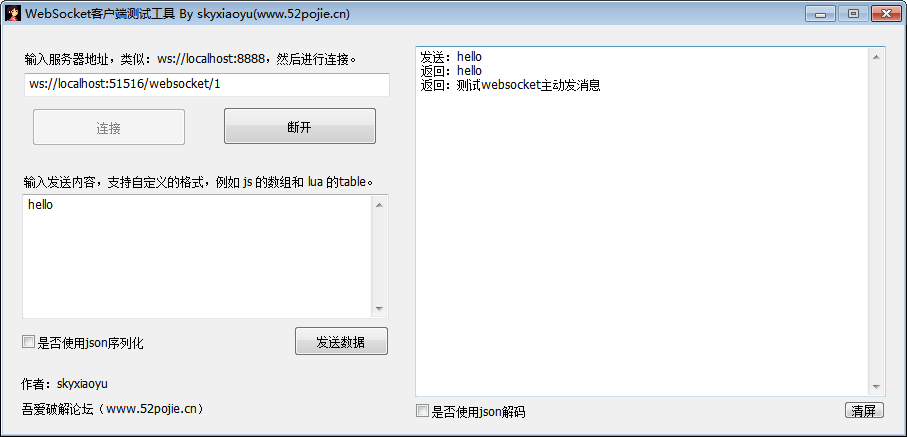 WebSocket客户端测试工具 By skyxiaoyu(www.52pojie.cn)
输入服务器地址，类似：ws://localhost:8888，然后进行连接。
ws://localhost:51516/websocket/1
连接
断开
输入发送内容，支持自定义的格式，例如 js 的数组和 lua 的table。
hello
是否使用json序列化
发送数据
作者：skyxiaoyu
吾爱破解论坛（www.52pojie.cn）
发送：hello
返回：hello
返回：测试websocket主动发消息
是否使用json解码
清屏